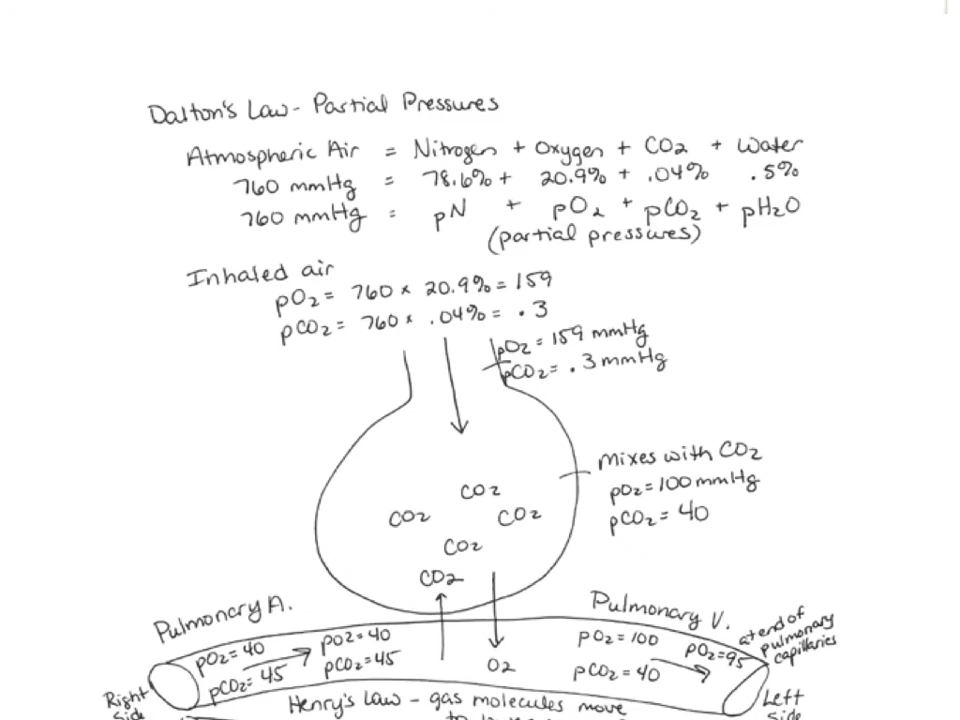 Dalton's Law - Partial Pressures
Atmospheric Air = Nitrogen + Oxygen + CO2 + Water
760 mmHg = 78.6% + 20.9% + .04% .5%
760 mmHg = pN + pO2 + pCO2 + pH2O
(partial pressures)
Inhaled air
pO2 = 760 x 20.9% = 159
pCO2 = 760 x .04% = .3
pO2 = 159 mmHg
pCO2 = .3 mmHg
Mixes with CO2
pO2 = 100 mmHg
pCO2 = 40
CO2
CO2 CO2
CO2
CO2
Pulmonary A.
Pulmonary V.
at end of
pulmonary
capillaries
pO2 = 40
pCO2 = 45
pO2 = 40
pCO2 = 45
O2
pO2 = 100
pCO2 = 40
pO2 = 95
Right
Side
Left
Side
Henry's Law - gas molecules move